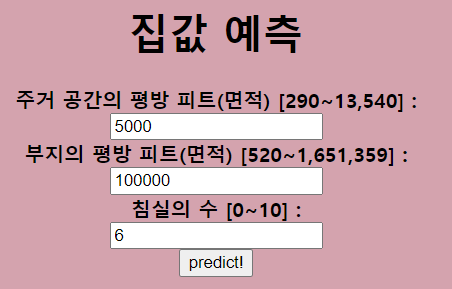 집값 예측
주거 공간의 평방 피트(면적) [290~13,540] :
5000
부지의 평방 피트(면적) [520~1,651,359] :
100000
침실의 수 [0~10] :
6
predict!